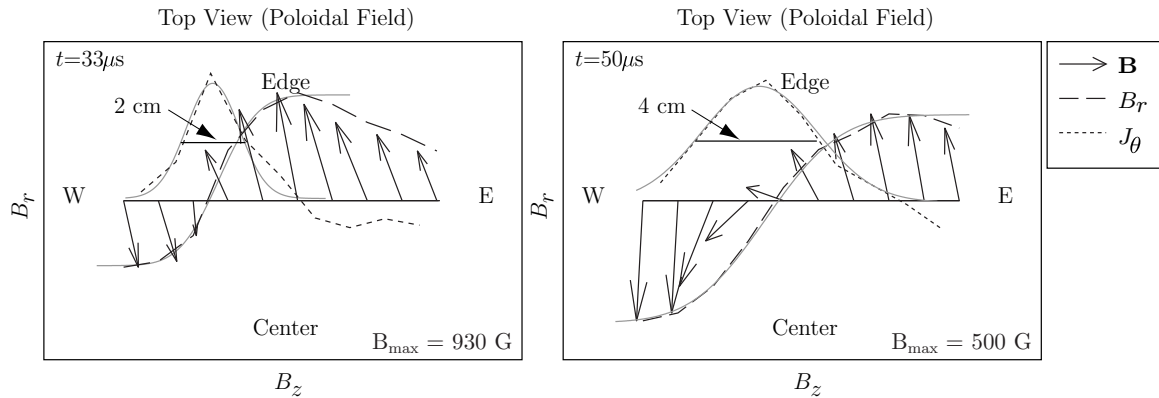 Top View (Poloidal Field)
t=33μs
Edge
2 cm
W
E
B_r
Center
B_max = 930 G
B_z
Top View (Poloidal Field)
t=50μs
Edge
4 cm
W
E
B_r
Center
B_max = 500 G
B_z
B
B_r
J_θ